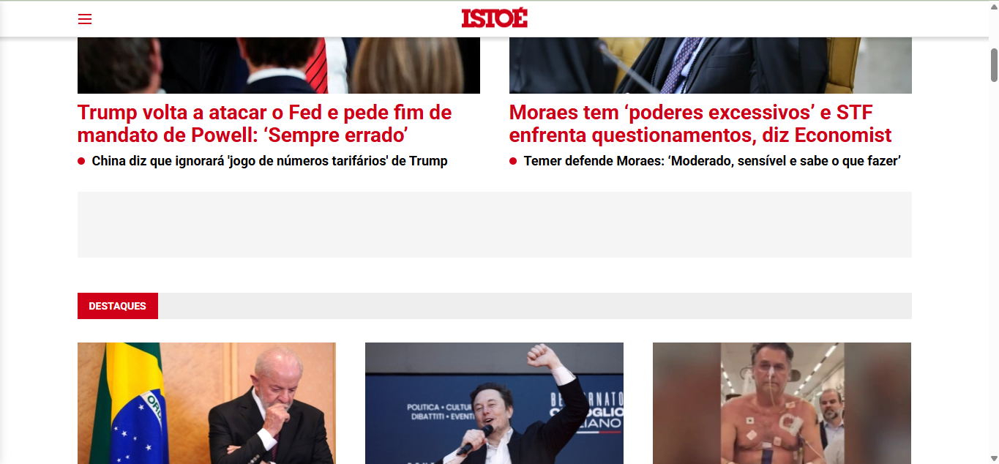 ISTOÉ
Trump volta a atacar o Fed e pede fim de
mandato de Powell: ‘Sempre errado’
China diz que ignorará 'jogo de números tarifários' de Trump
Moraes tem ‘poderes excessivos’ e STF
enfrenta questionamentos, diz Economist
Temer defende Moraes: ‘Moderado, sensível e sabe o que fazer’
DESTAQUES
POLITICA • CULTU
DIBATTITI • EVENTI